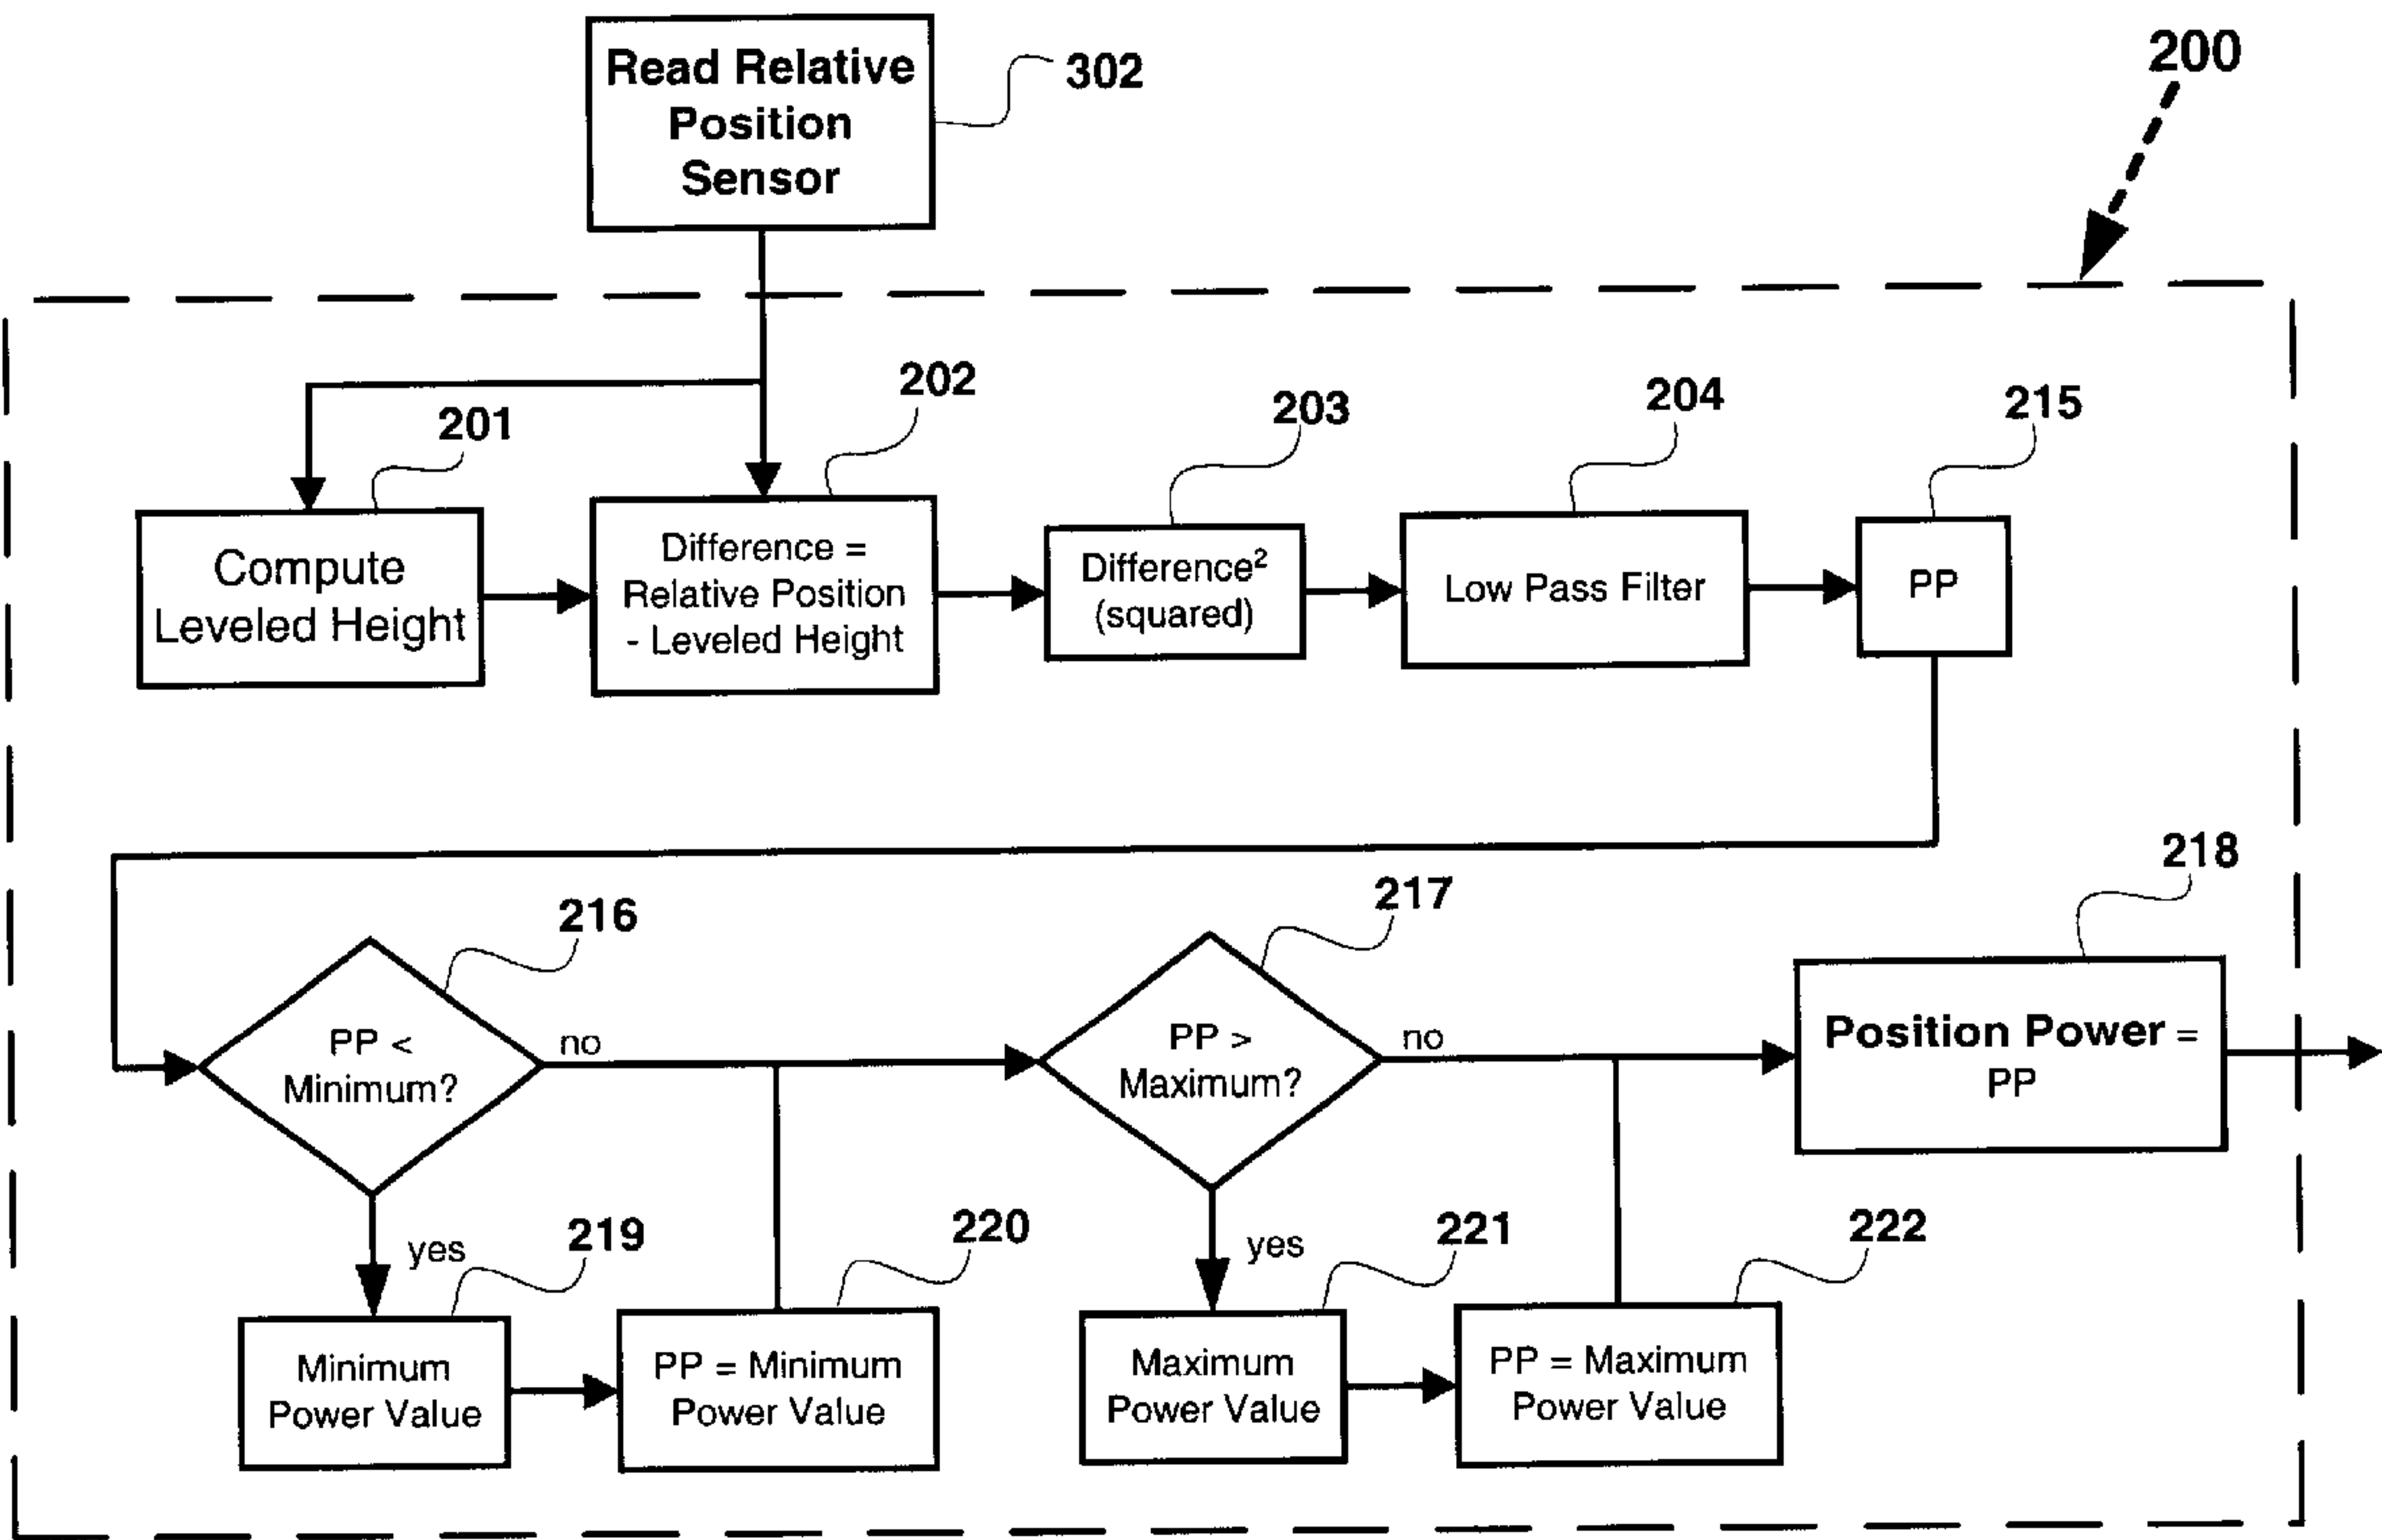 Read Relative
Position
Sensor
302
200
201
202
203
204
215
Compute
Leveled Height
Difference =
Relative Position
- Leveled Height
Difference²
(squared)
Low Pass Filter
PP
216
217
218
PP <
Minimum?
no
yes
PP >
Maximum?
no
yes
Position Power =
PP
219
220
221
222
Minimum
Power Value
PP = Minimum
Power Value
Maximum
Power Value
PP = Maximum
Power Value